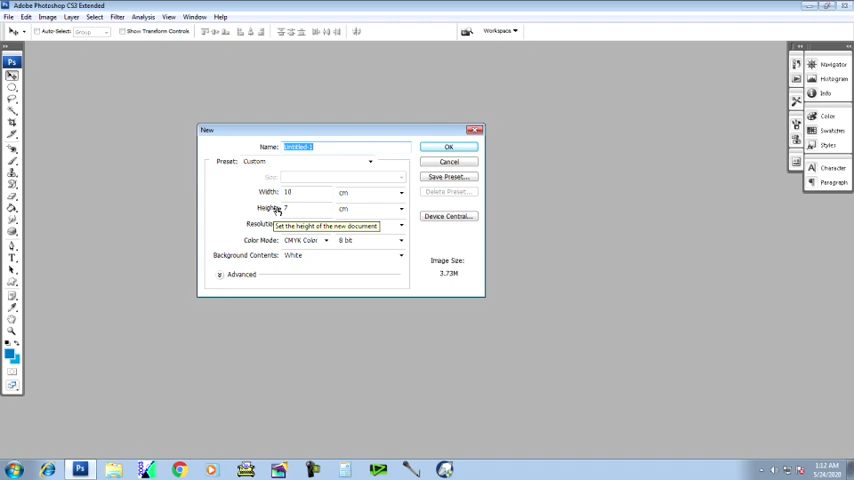 Adobe Photoshop CS3 Extended
File Edit Image Layer Select Filter Analysis View Window Help
Auto-Select: Group Show Transform Controls Workspace
Ps
Navigator
Histogram
Info
Color
Swatches
Styles
Character
Paragraph
New
Name: Untitled-1
OK
Preset: Custom
Cancel
Size:
Save Preset...
Width: 10 cm
Delete Preset...
Height: 7 cm
Device Central...
Resolution
Set the height of the new document
Color Mode: CMYK Color 8 bit
Background Contents: White
Image Size:
3.73M
Advanced
Ps
1:12 AM
5/24/2020